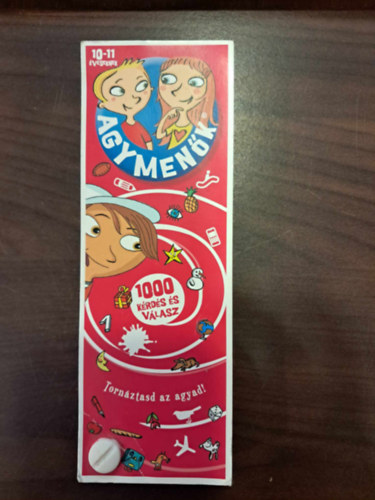 10-11
ÉVESEKNEK
AGYMENŐK
1000
KÉRDÉS ÉS
VÁLASZ
Tornáztasd az agyad!